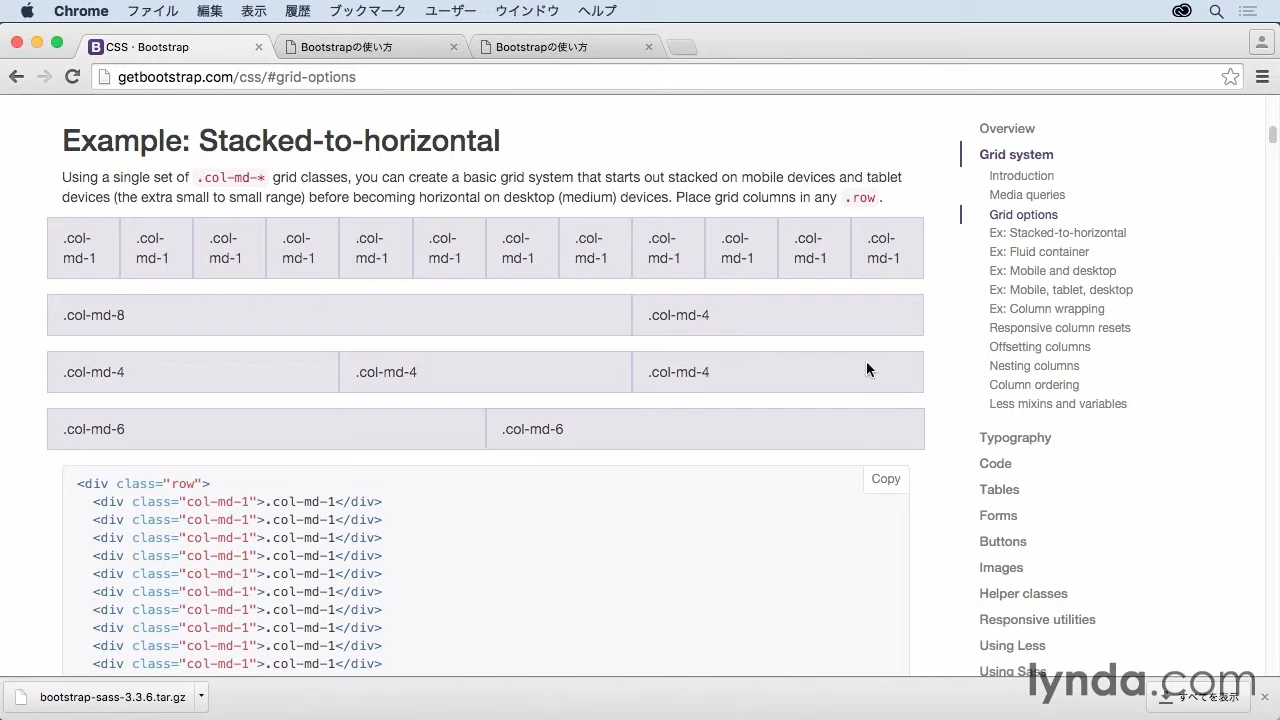 Chrome ファイル 編集 表示 履歴 ブックマーク ユーザー ウインドウ ヘルプ
B CSS · Bootstrap × Bootstrapの使い方 × Bootstrapの使い方 ×
getbootstrap.com/css/#grid-options
Example: Stacked-to-horizontal
Using a single set of .col-md-* grid classes, you can create a basic grid system that starts out stacked on mobile devices and tablet
devices (the extra small to small range) before becoming horizontal on desktop (medium) devices. Place grid columns in any .row .
.col- .col- .col- .col- .col- .col- .col- .col- .col- .col- .col- .col-
md-1 md-1 md-1 md-1 md-1 md-1 md-1 md-1 md-1 md-1 md-1 md-1
.col-md-8 .col-md-4
.col-md-4 .col-md-4 .col-md-4
.col-md-6 .col-md-6
Copy
<div class="row">
<div class="col-md-1">.col-md-1</div>
<div class="col-md-1">.col-md-1</div>
<div class="col-md-1">.col-md-1</div>
<div class="col-md-1">.col-md-1</div>
<div class="col-md-1">.col-md-1</div>
<div class="col-md-1">.col-md-1</div>
<div class="col-md-1">.col-md-1</div>
<div class="col-md-1">.col-md-1</div>
<div class="col-md-1">.col-md-1</div>
<div class="col-md-1">.col-md-1</div>
Overview
Grid system
Introduction
Media queries
Grid options
Ex: Stacked-to-horizontal
Ex: Fluid container
Ex: Mobile and desktop
Ex: Mobile, tablet, desktop
Ex: Column wrapping
Responsive column resets
Offsetting columns
Nesting columns
Column ordering
Less mixins and variables
Typography
Code
Tables
Forms
Buttons
Images
Helper classes
Responsive utilities
Using Less
Using Sass
bootstrap-sass-3.3.6.tar.gz
すべてを表示
lynda.com